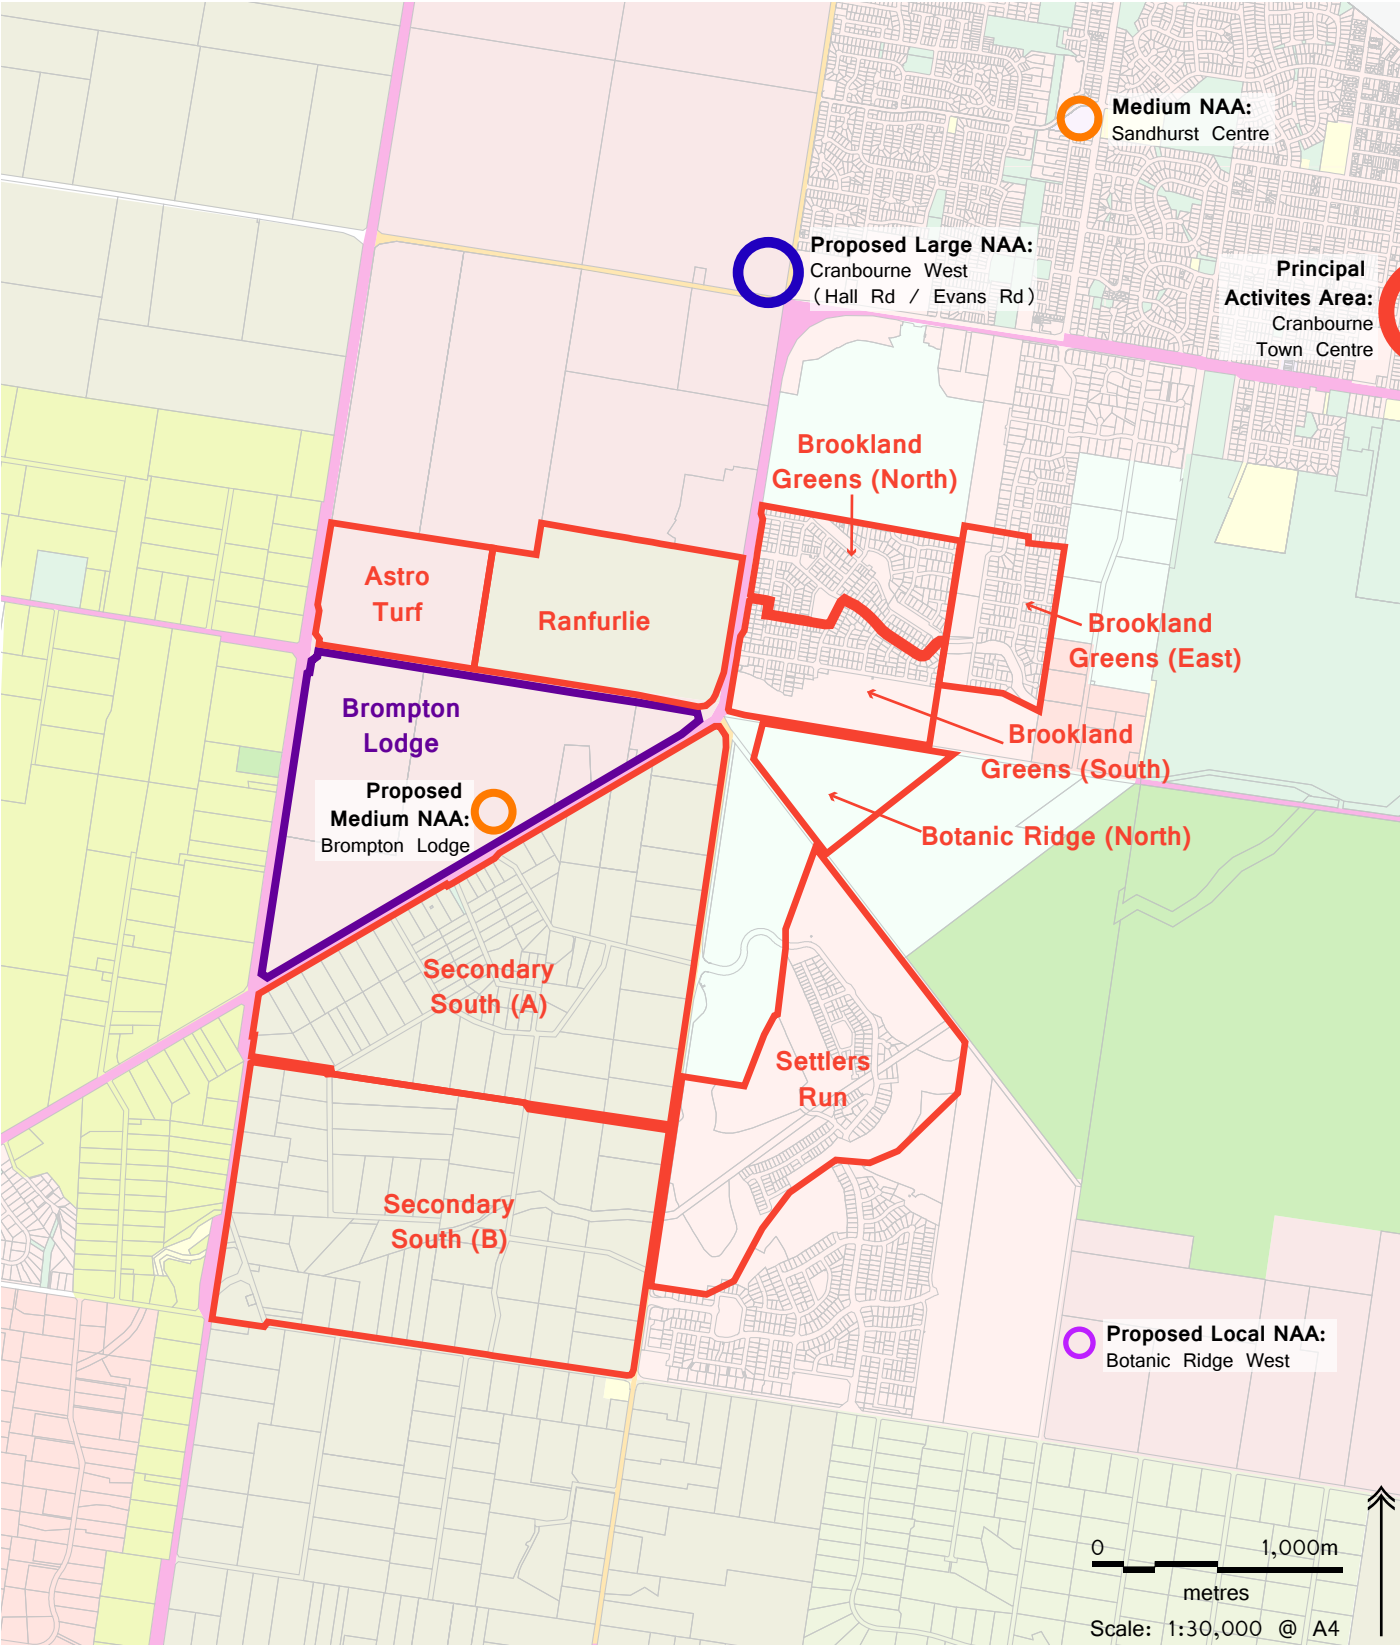 Medium NAA:
Sandhurst Centre
Proposed Large NAA:
Cranbourne West
(Hall Rd / Evans Rd)
Principal
Activites Area:
Cranbourne
Town Centre
Brookland
Greens (North)
Astro
Turf
Ranfurlie
Brookland
Greens (East)
Brompton
Lodge
Brookland
Greens (South)
Proposed
Medium NAA:
Brompton Lodge
Botanic Ridge (North)
Secondary
South (A)
Settlers
Run
Secondary
South (B)
Proposed Local NAA:
Botanic Ridge West
0 1,000m
metres
Scale: 1:30,000 @ A4